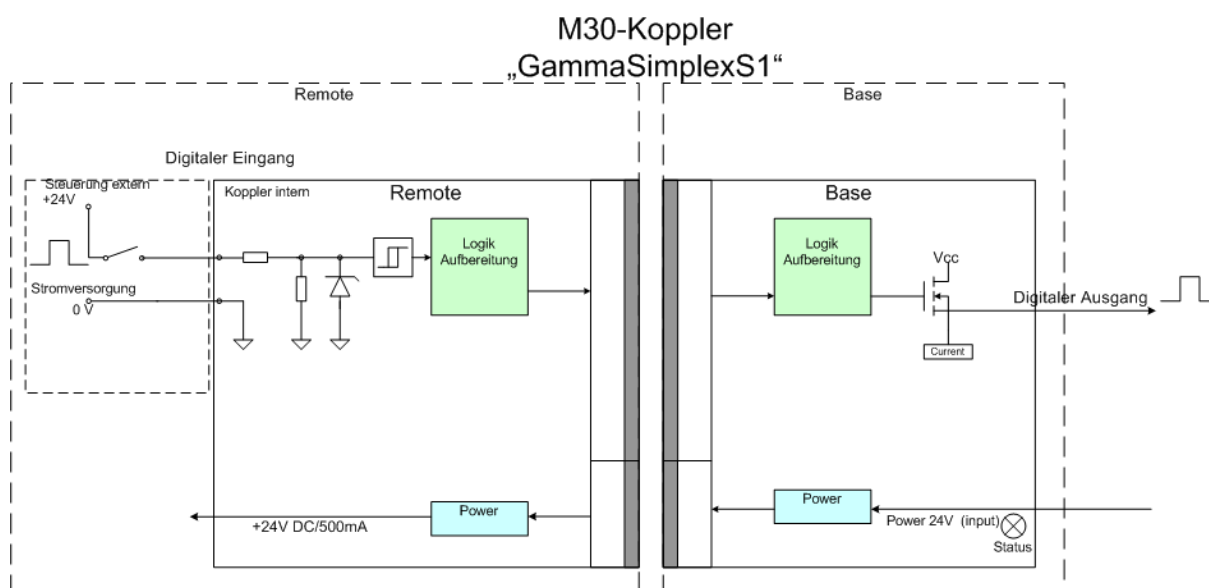 M30-Koppler
„GammaSimplexS1“
Remote
Base
Digitaler Eingang
Steuerung extern
+24V
Koppler intern
Remote
Base
Logik
Aufbereitung
Logik
Aufbereitung
Vcc
Stromversorgung
0 V
Digitaler Ausgang
Current
Power
+24V DC/500mA
Power
Power 24V (input)
Status